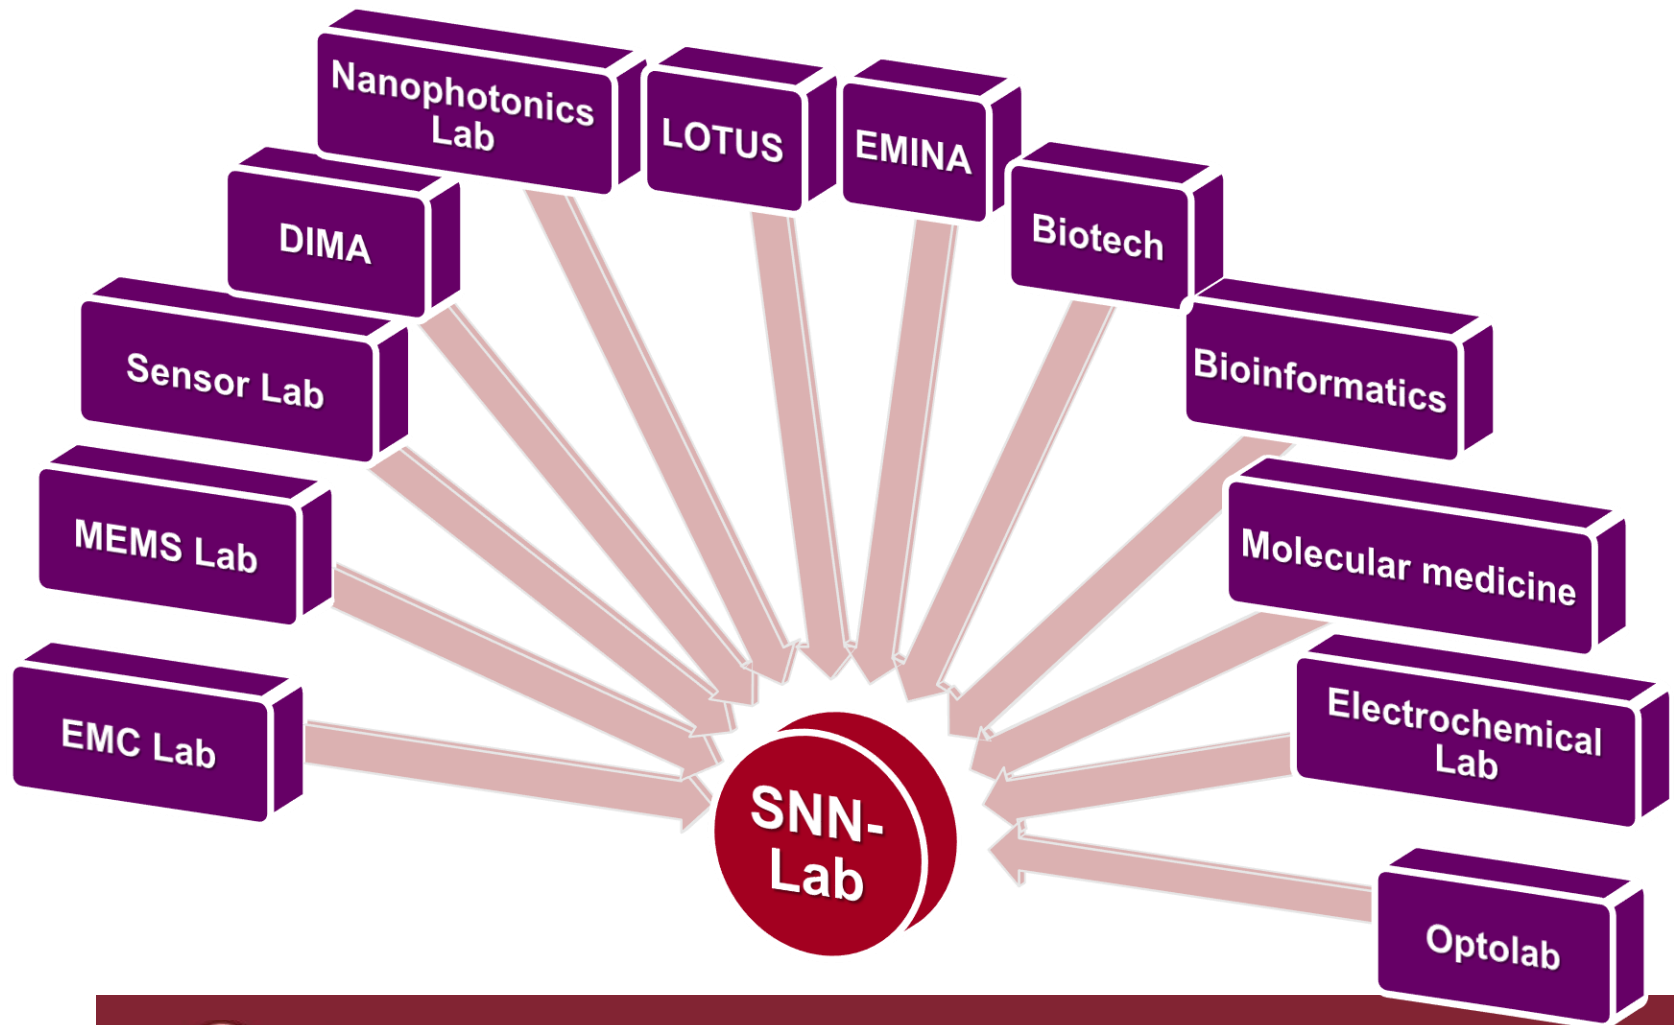 Nanophotonics
Lab
LOTUS
EMINA
DIMA
Biotech
Sensor Lab
Bioinformatics
MEMS Lab
Molecular medicine
EMC Lab
Electrochemical
Lab
SNN-
Lab
Optolab